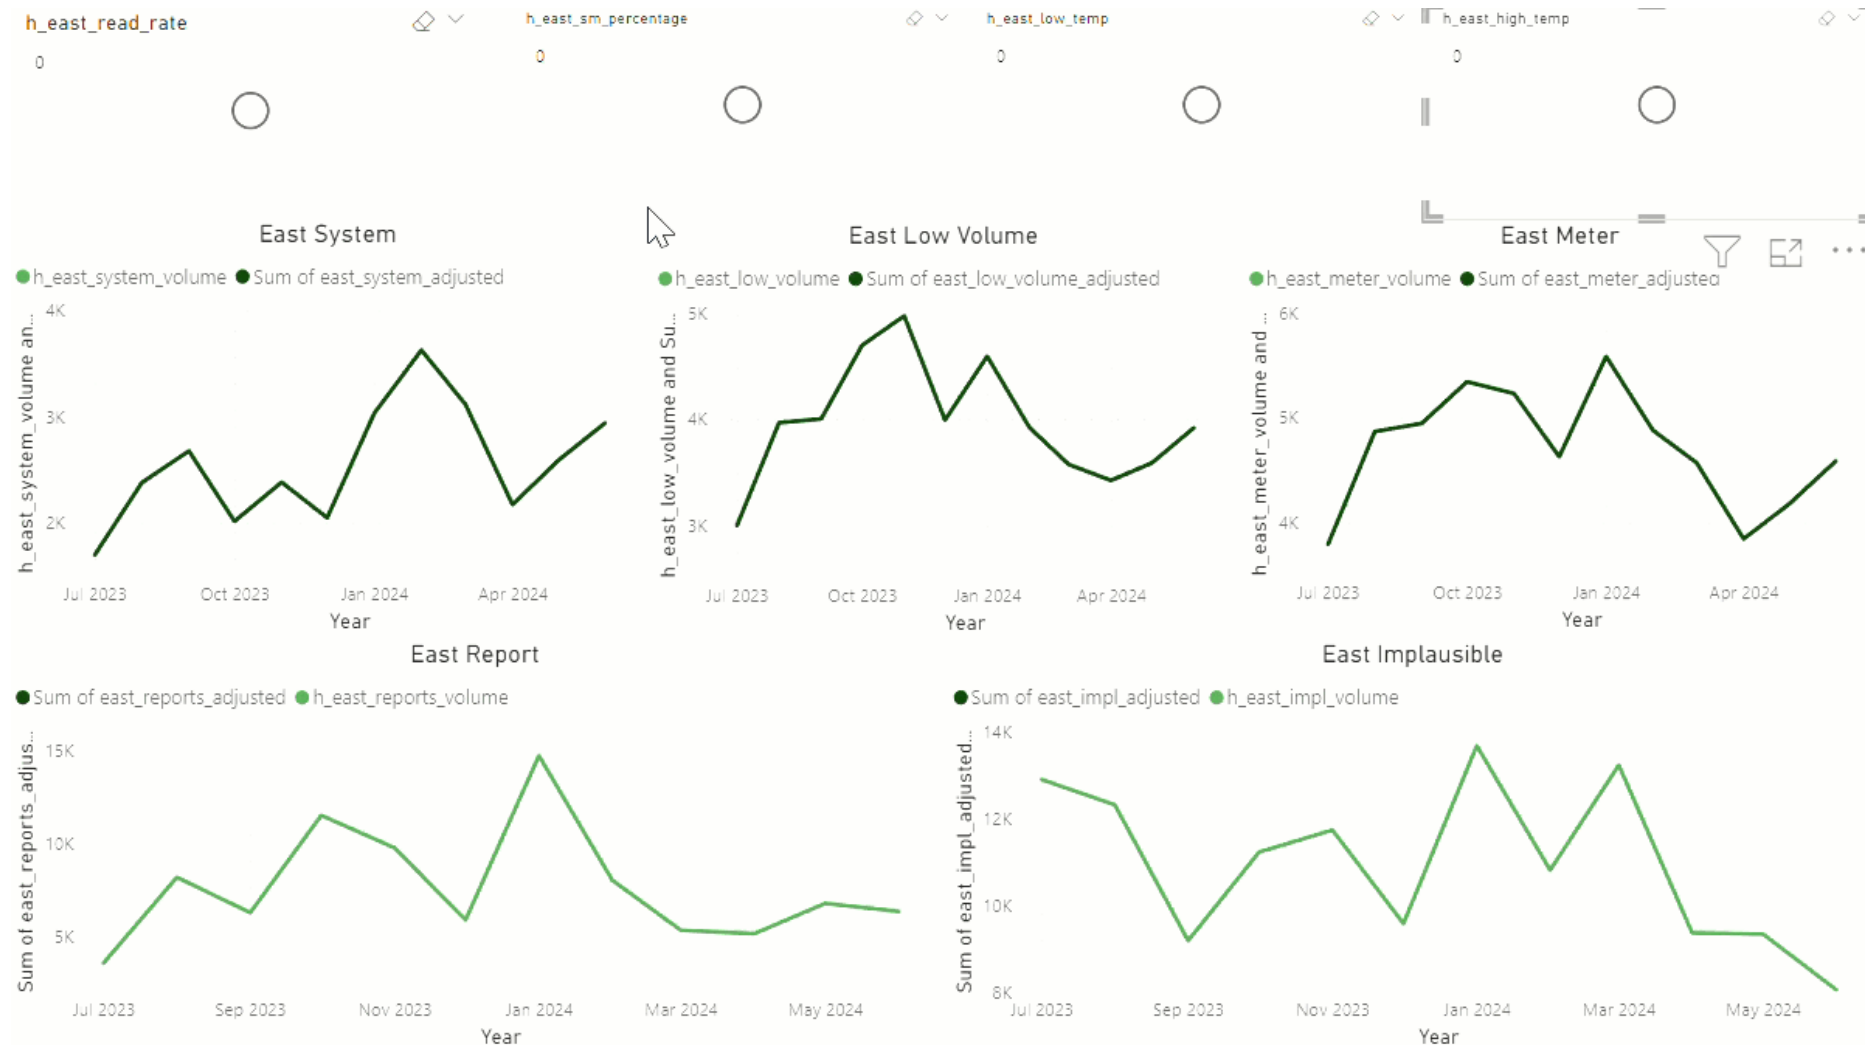 h_east_read_rate
0
h_east_sm_percentage
0
h_east_low_temp
0
h_east_high_temp
0
East System
h_east_system_volume Sum of east_system_adjusted
h_east_system_volume an...
4K
3K
2K
Jul 2023 Oct 2023 Jan 2024 Apr 2024
Year
East Low Volume
h_east_low_volume Sum of east_low_volume_adjusted
h_east_low_volume and Su...
5K
4K
3K
Jul 2023 Oct 2023 Jan 2024 Apr 2024
Year
East Meter
h_east_meter_volume Sum of east_meter_adjusted
h_east_meter_volume and ...
6K
5K
4K
Jul 2023 Oct 2023 Jan 2024 Apr 2024
Year
East Report
Sum of east_reports_adjusted h_east_reports_volume
Sum of east_reports_adjus...
15K
10K
5K
Jul 2023 Sep 2023 Nov 2023 Jan 2024 Mar 2024 May 2024
Year
East Implausible
Sum of east_impl_adjusted h_east_impl_volume
Sum of east_impl_adjusted...
14K
12K
10K
8K
Jul 2023 Sep 2023 Nov 2023 Jan 2024 Mar 2024 May 2024
Year